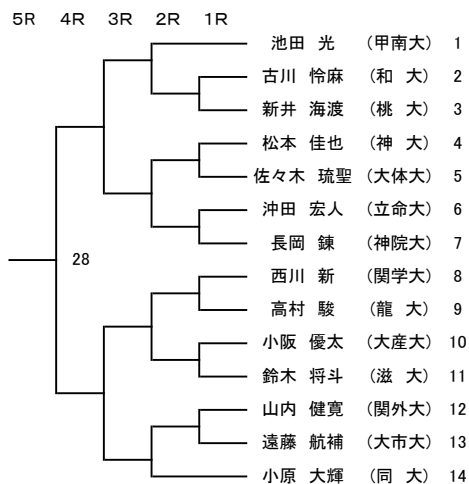 5R 4R 3R 2R 1R
池田 光 (甲南大) 1
古川 怜麻 (和 大) 2
新井 海渡 (桃 大) 3
松本 佳也 (神 大) 4
佐々木 琉聖 (大体大) 5
沖田 宏人 (立命大) 6
長岡 錬 (神院大) 7
28
西川 新 (関学大) 8
高村 駿 (龍 大) 9
小阪 優太 (大産大) 10
鈴木 将斗 (滋 大) 11
山内 健寛 (関外大) 12
遠藤 航補 (大市大) 13
小原 大輝 (同 大) 14